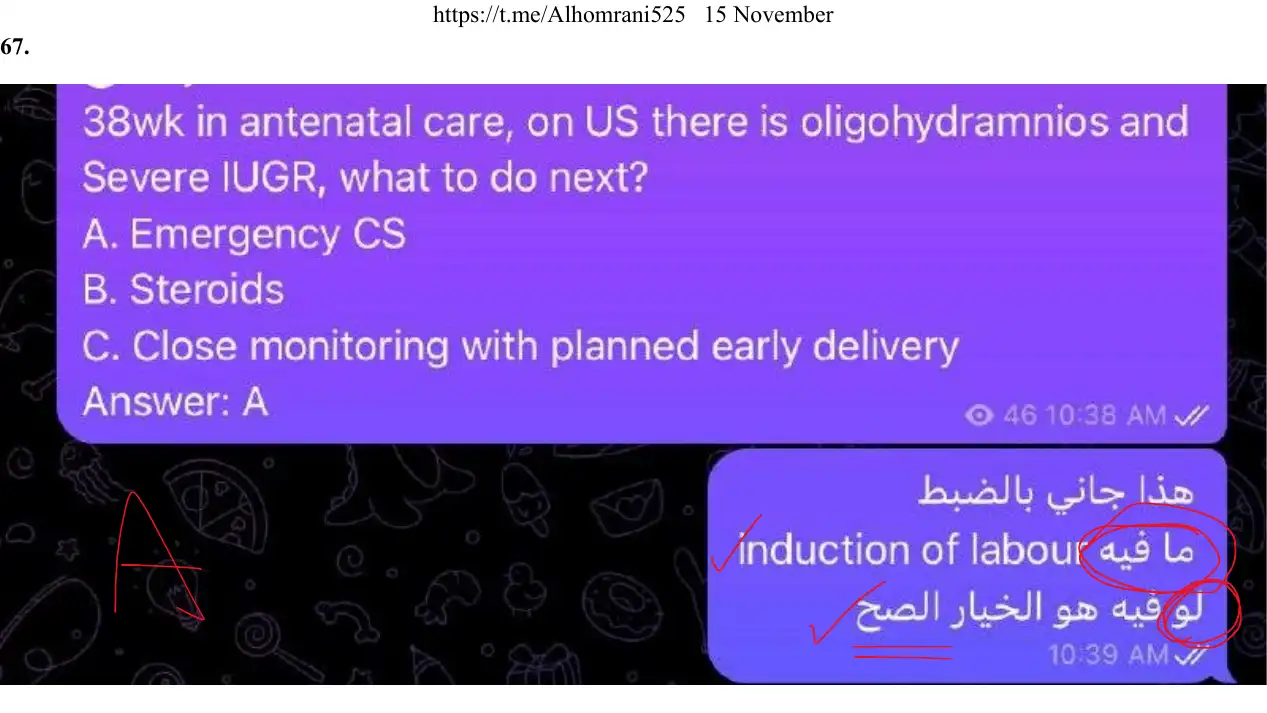 https://t.me/Alhomrani525 15 November
67.
38wk in antenatal care, on US there is oligohydramnios and
Severe IUGR, what to do next?
A. Emergency CS
B. Steroids
C. Close monitoring with planned early delivery
Answer: A
46 10:38 AM
هذا جاني بالضبط
ما فيه induction of labour
لو فيه هو الخيار الصح
10:39 AM
A